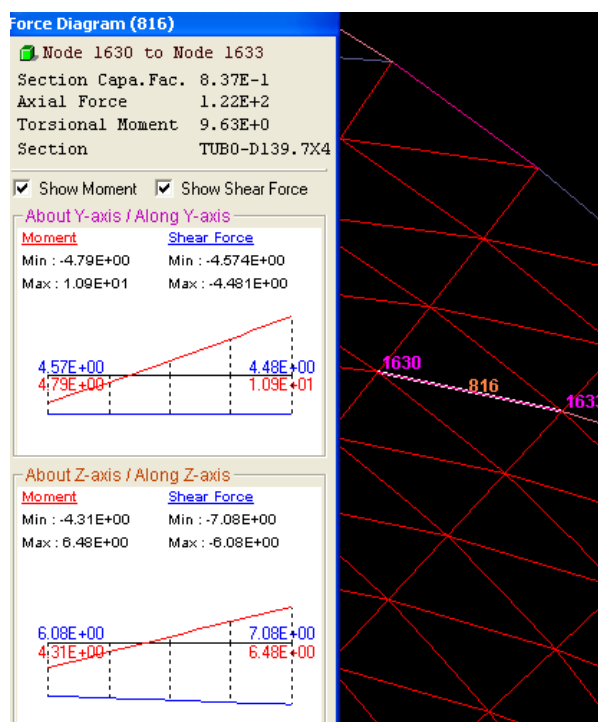 Force Diagram (816)
Node 1630 to Node 1633
Section Capa.Fac. 8.37E-1
Axial Force 1.22E+2
Torsional Moment 9.63E+0
Section TUBO-D139.7X4
Show Moment Show Shear Force
About Y-axis / Along Y-axis
Moment Shear Force
Min : -4.79E+00 Min : -4.574E+00
Max : 1.09E+01 Max : -4.481E+00
4.57E+00 4.48E+00
4.79E+00 1.09E+01
About Z-axis / Along Z-axis
Moment Shear Force
Min : -4.31E+00 Min : -7.08E+00
Max : 6.48E+00 Max : -6.08E+00
6.08E+00 7.08E+00
4.31E+00 6.48E+00
1630
816
1633